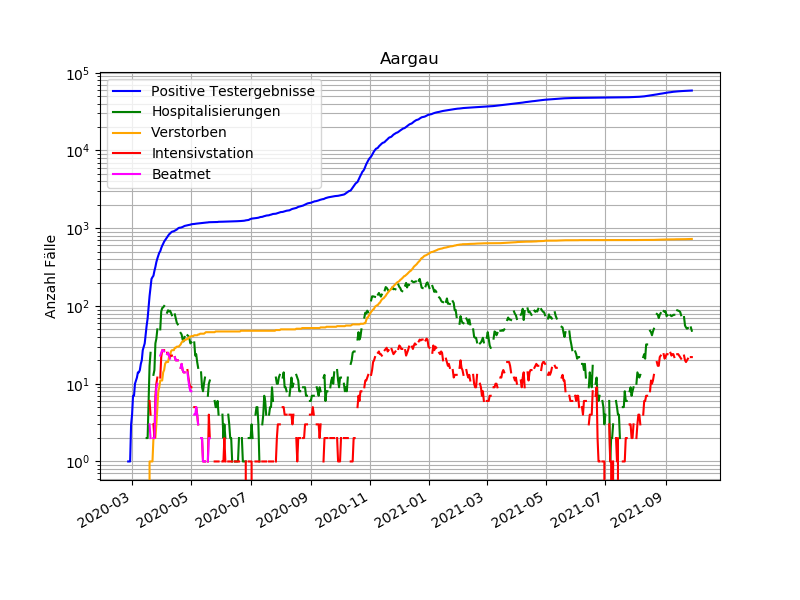 Aargau
Anzahl Fälle
10^5
10^4
10^3
10^2
10^1
10^0
Positive Testergebnisse
Hospitalisierungen
Verstorben
Intensivstation
Beatmet
2020-03
2020-05
2020-07
2020-09
2020-11
2021-01
2021-03
2021-05
2021-07
2021-09